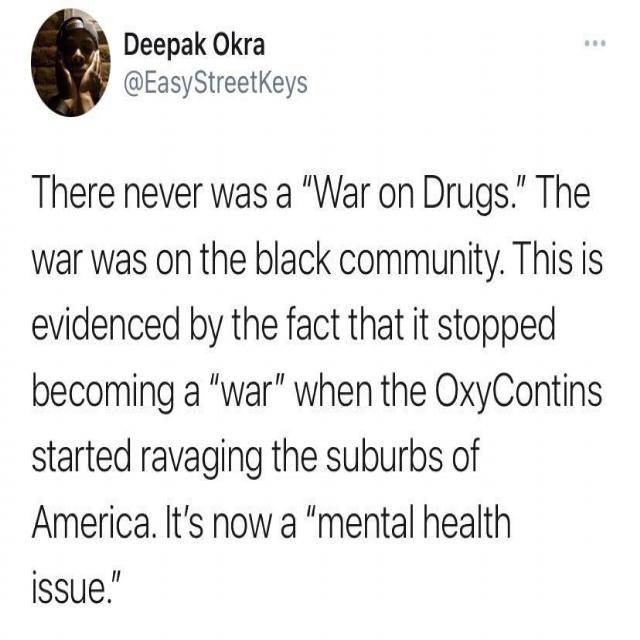 Deepak Okra
@EasyStreetKeys
There never was a “War on Drugs.” The
war was on the black community. This is
evidenced by the fact that it stopped
becoming a “war” when the OxyContins
started ravaging the suburbs of
America. It’s now a “mental health
issue.”